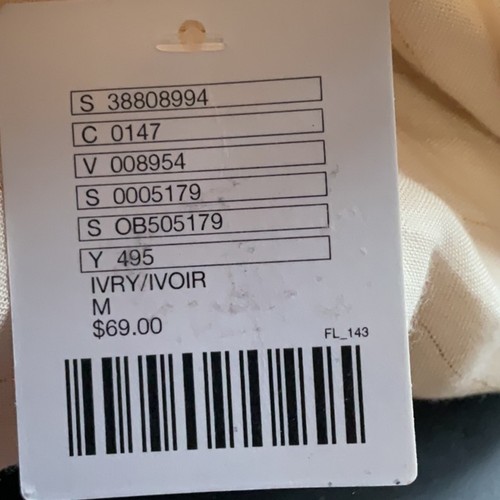 S 38808994
C 0147
V 008954
S 0005179
S OB505179
Y 495
IVRY/IVOIR
M
$69.00
FL_143